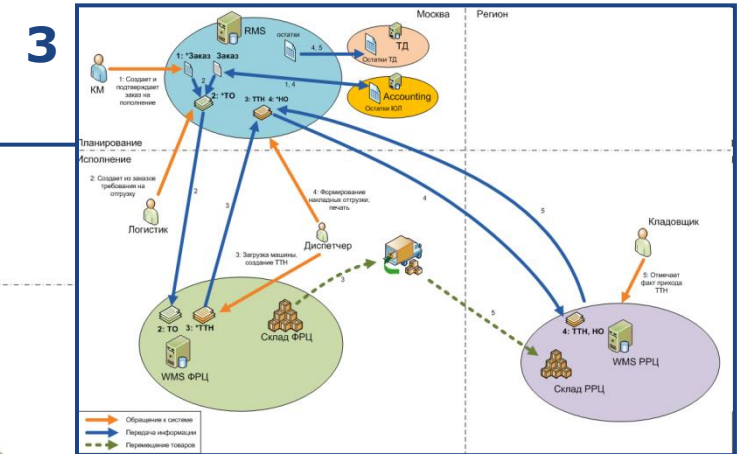 3
Москва
Регион
RMS
остатки
4, 5
ТД
Остатки ТД
1: *Заказ Заказ
КМ
1: Создает и
подтверждает
заказ на
пополнение
2
1, 4
2: *ТО
3: ТТН 4: *НО
Accounting
Остатки ЮЛ
Планирование
Исполнение
2: Создает из заказов
требования на
отгрузку
2
3
4: Формирование
накладных отгрузки,
печать
4
5
Логистик
Диспетчер
Кладовщик
3: Загрузка машины,
создание ТТН
3
5: Отмечает
факт прихода
ТТН
5
2: ТО 3: *ТТН
Склад ФРЦ
WMS ФРЦ
4: ТТН, НО
WMS РРЦ
Склад РРЦ
Обращение к системе
Передача информации
Перемещение товаров